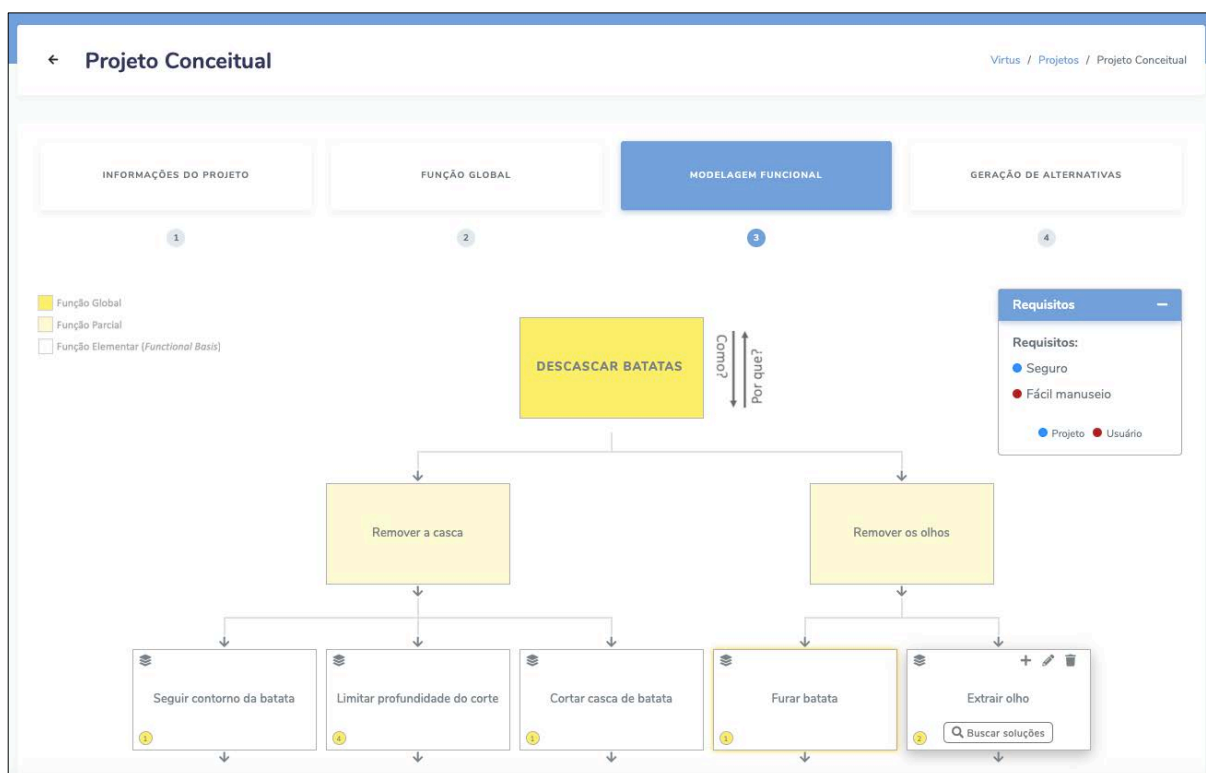 Projeto Conceitual
Virtus / Projetos / Projeto Conceitual
INFORMAÇÕES DO PROJETO
FUNÇÃO GLOBAL
MODELAGEM FUNCIONAL
GERAÇÃO DE ALTERNATIVAS
1
2
3
4
Função Global
Função Parcial
Função Elementar (Functional Basis)
DESCASCAR BATATAS
Como?
Por que?
Requisitos
Requisitos:
Seguro
Fácil manuseio
Projeto Usuário
Remover a casca
Remover os olhos
Seguir contorno da batata
1
Limitar profundidade do corte
4
Cortar casca de batata
1
Furar batata
1
Extrair olho
2
Buscar soluções